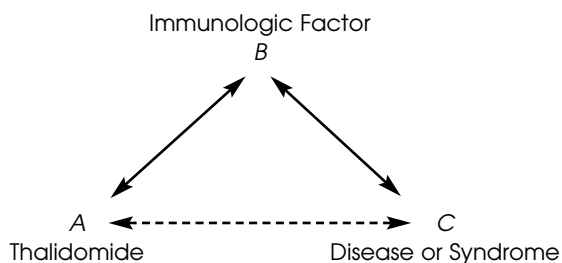 Immunologic Factor
B
A
C
Thalidomide
Disease or Syndrome